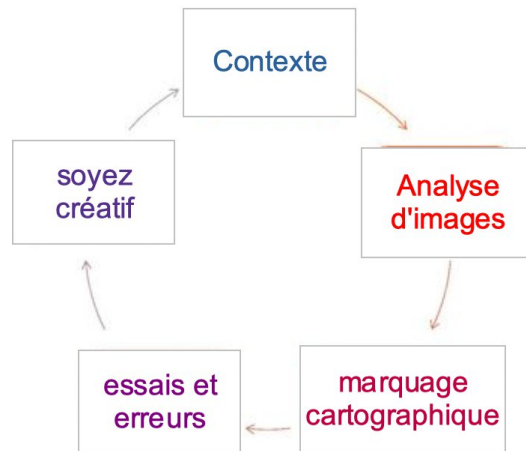 Contexte
Analyse
d'images
marquage
cartographique
essais et
erreurs
soyez
créatif